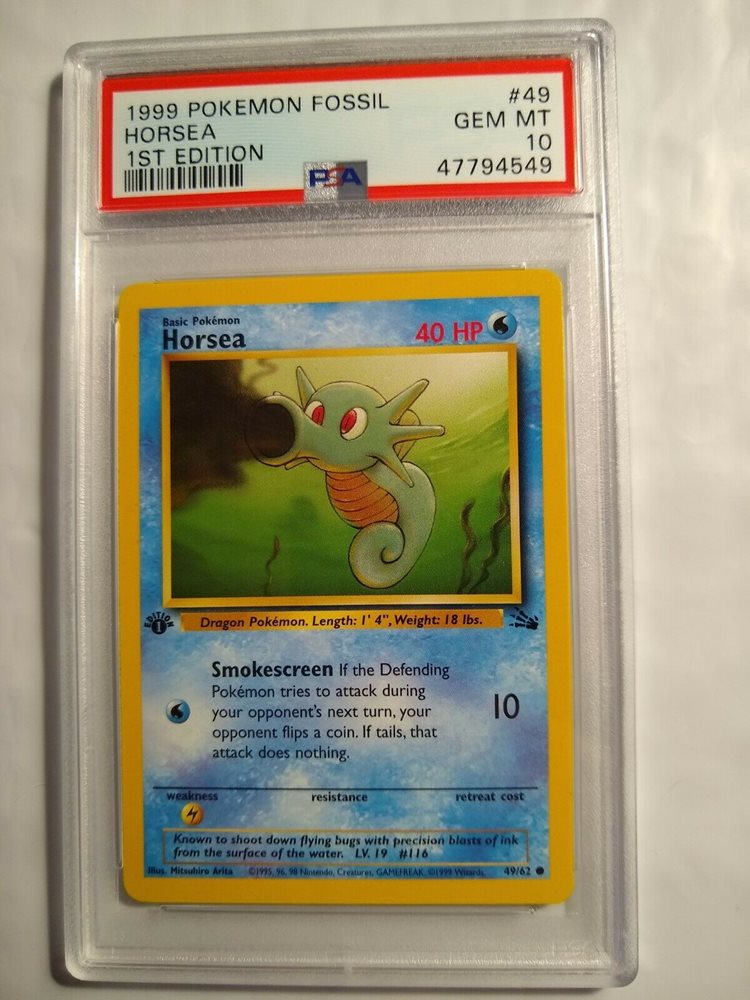 1999 POKEMON FOSSIL #49
HORSEA GEM MT
1ST EDITION 10
PSA 47794549
Basic Pokémon
Horsea 40 HP
EDITION
1
Dragon Pokémon. Length: 1' 4", Weight: 18 lbs.
Smokescreen If the Defending
Pokémon tries to attack during
your opponent's next turn, your
opponent flips a coin. If tails, that
attack does nothing.
10
weakness resistance retreat cost
Known to shoot down flying bugs with precision blasts of ink
from the surface of the water. LV. 19 #116
Illus. Mitsuhiro Arita ©1995, 96, 98 Nintendo, Creatures, GAMEFREAK. ©1999 Wizards. 49/62